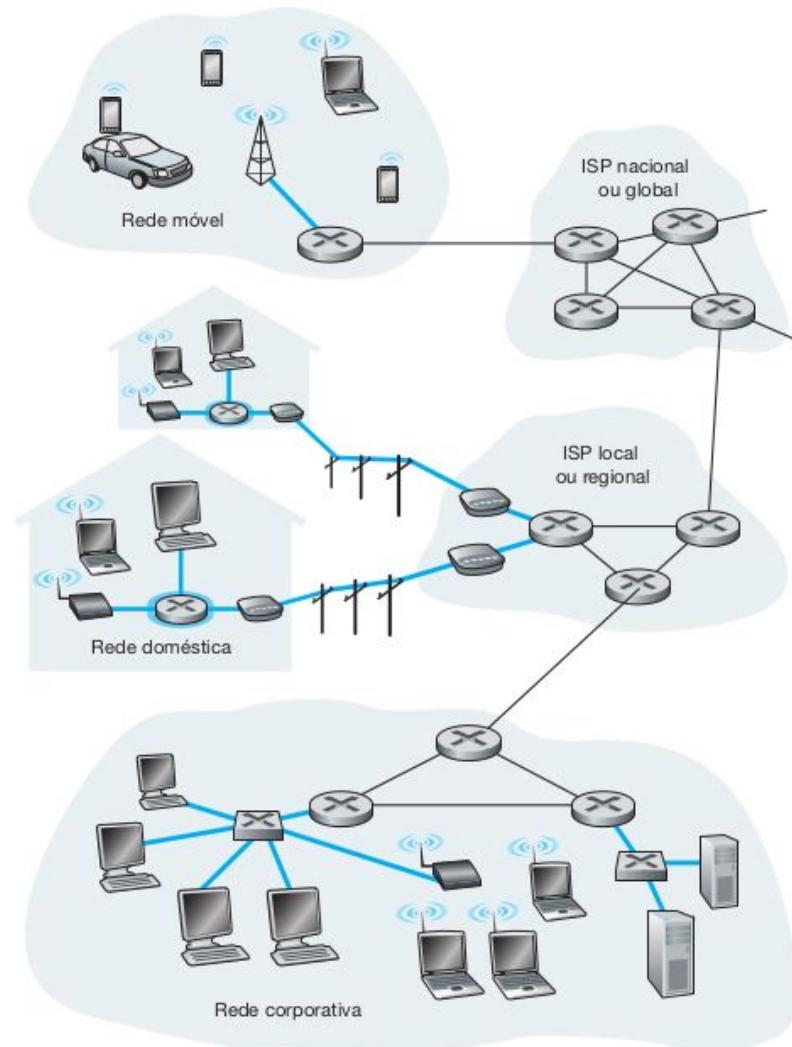 Rede móvel
ISP nacional
ou global
ISP local
ou regional
Rede doméstica
Rede corporativa